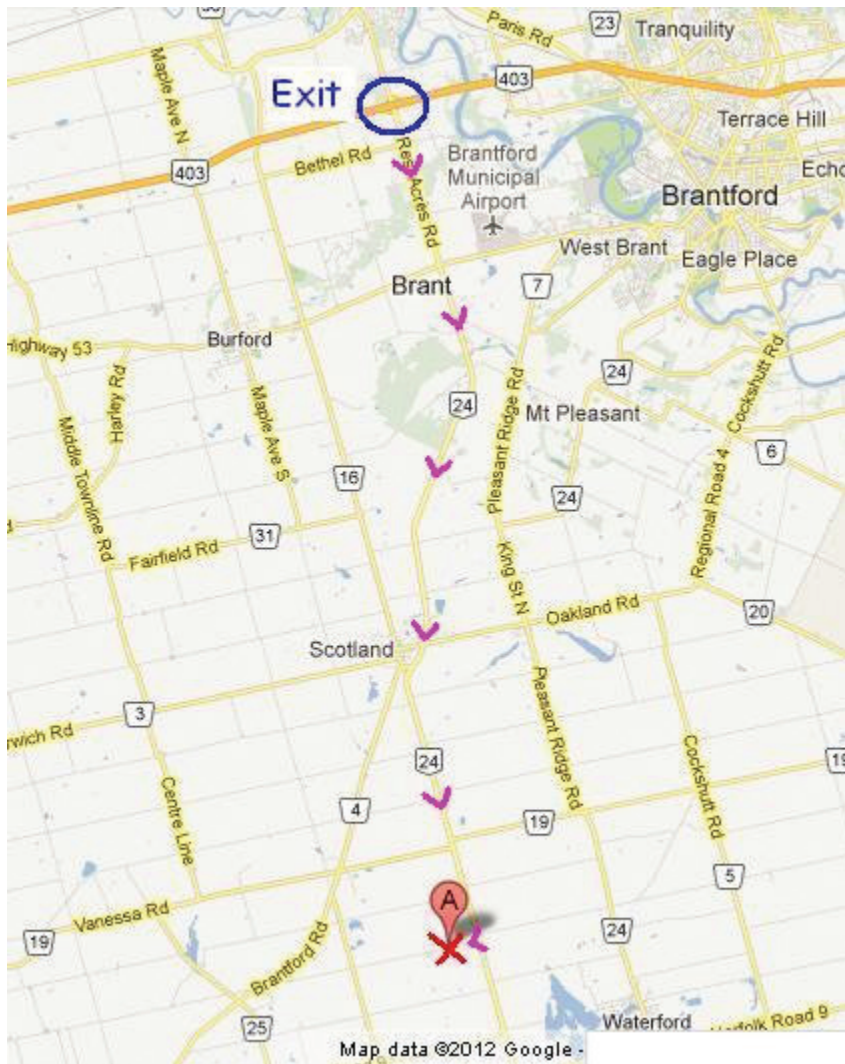 Paris Rd
23
Tranquility
Maple Ave N
403
Exit
Terrace Hill
Rest Acres Rd
Bethel Rd
Brantford
Municipal
Airport
403
Echo
Brantford
West Brant
Eagle Place
Brant
7
Highway 53
Burford
Cockshutt Rd
24
Harley Rd
Pleasant Ridge Rd
24
Mt Pleasant
Maple Ave S
Middle Townline Rd
6
16
Regional Road 4
24
31
Fairfield Rd
King St N
Oakland Rd
20
Scotland
Pleasant Ridge Rd
3
rwich Rd
24
Cockshutt Rd
19
Centre Line
4
19
5
A
Vanessa Rd
19
24
Brantford Rd
25
Waterford
Norfolk Road 9
Map data ©2012 Google -